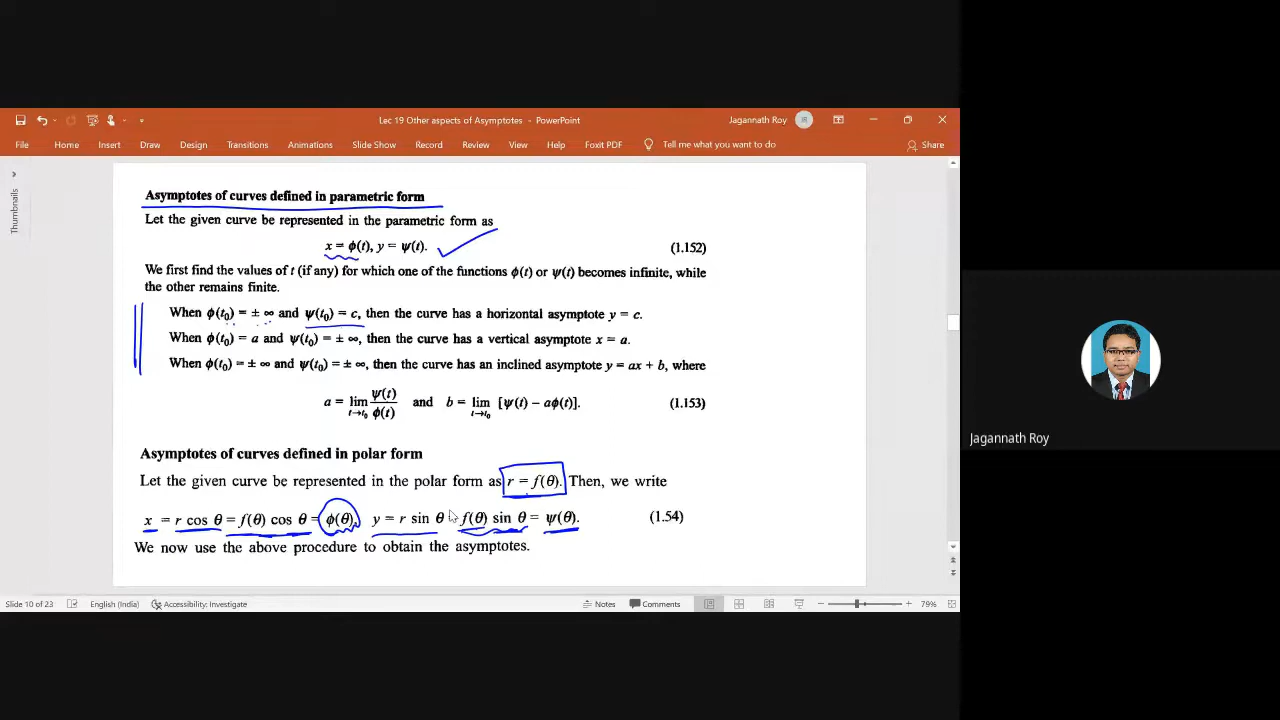 Lec 19 Other aspects of Asymptotes - PowerPoint
Jagannath Roy
File Home Insert Draw Design Transitions Animations Slide Show Record Review View Help Foxit PDF Tell me what you want to do Share
Thumbnails
Asymptotes of curves defined in parametric form
Let the given curve be represented in the parametric form as
x = ϕ(t), y = ψ(t). (1.152)
We first find the values of t (if any) for which one of the functions ϕ(t) or ψ(t) becomes infinite, while
the other remains finite.
When ϕ(t₀) = ± ∞ and ψ(t₀) = c, then the curve has a horizontal asymptote y = c.
When ϕ(t₀) = a and ψ(t₀) = ± ∞, then the curve has a vertical asymptote x = a.
When ϕ(t₀) = ± ∞ and ψ(t₀) = ± ∞, then the curve has an inclined asymptote y = ax + b, where
a = lim t→t₀ ψ(t)/ϕ(t) and b = lim t→t₀ [ψ(t) − aϕ(t)]. (1.153)
Asymptotes of curves defined in polar form
Let the given curve be represented in the polar form as r = f(θ). Then, we write
x = r cos θ = f(θ) cos θ = ϕ(θ), y = r sin θ f(θ) sin θ = ψ(θ). (1.54)
We now use the above procedure to obtain the asymptotes.
Slide 10 of 23 English (India) Accessibility: Investigate Notes Comments 79%
Jagannath Roy